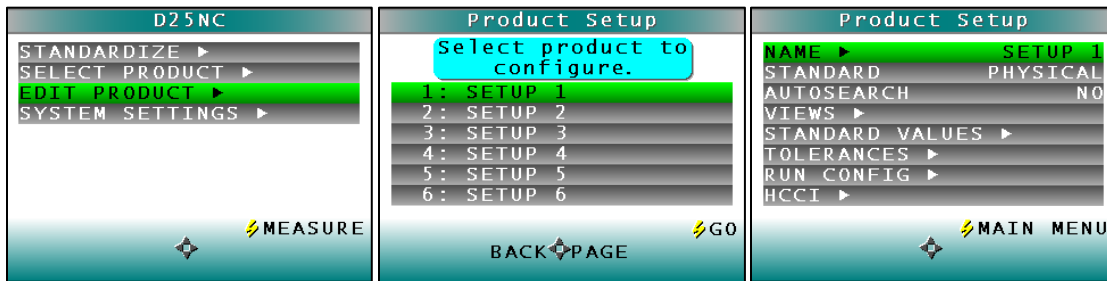 D25NC
STANDARDIZE ►
SELECT PRODUCT ►
EDIT PRODUCT ►
SYSTEM SETTINGS ►
MEASURE
Product Setup
Select product to
configure.
1: SETUP 1
2: SETUP 2
3: SETUP 3
4: SETUP 4
5: SETUP 5
6: SETUP 6
GO
BACK PAGE
Product Setup
NAME ► SETUP 1
STANDARD PHYSICAL
AUTOSEARCH NO
VIEWS ►
STANDARD VALUES ►
TOLERANCES ►
RUN CONFIG ►
HCCI ►
MAIN MENU